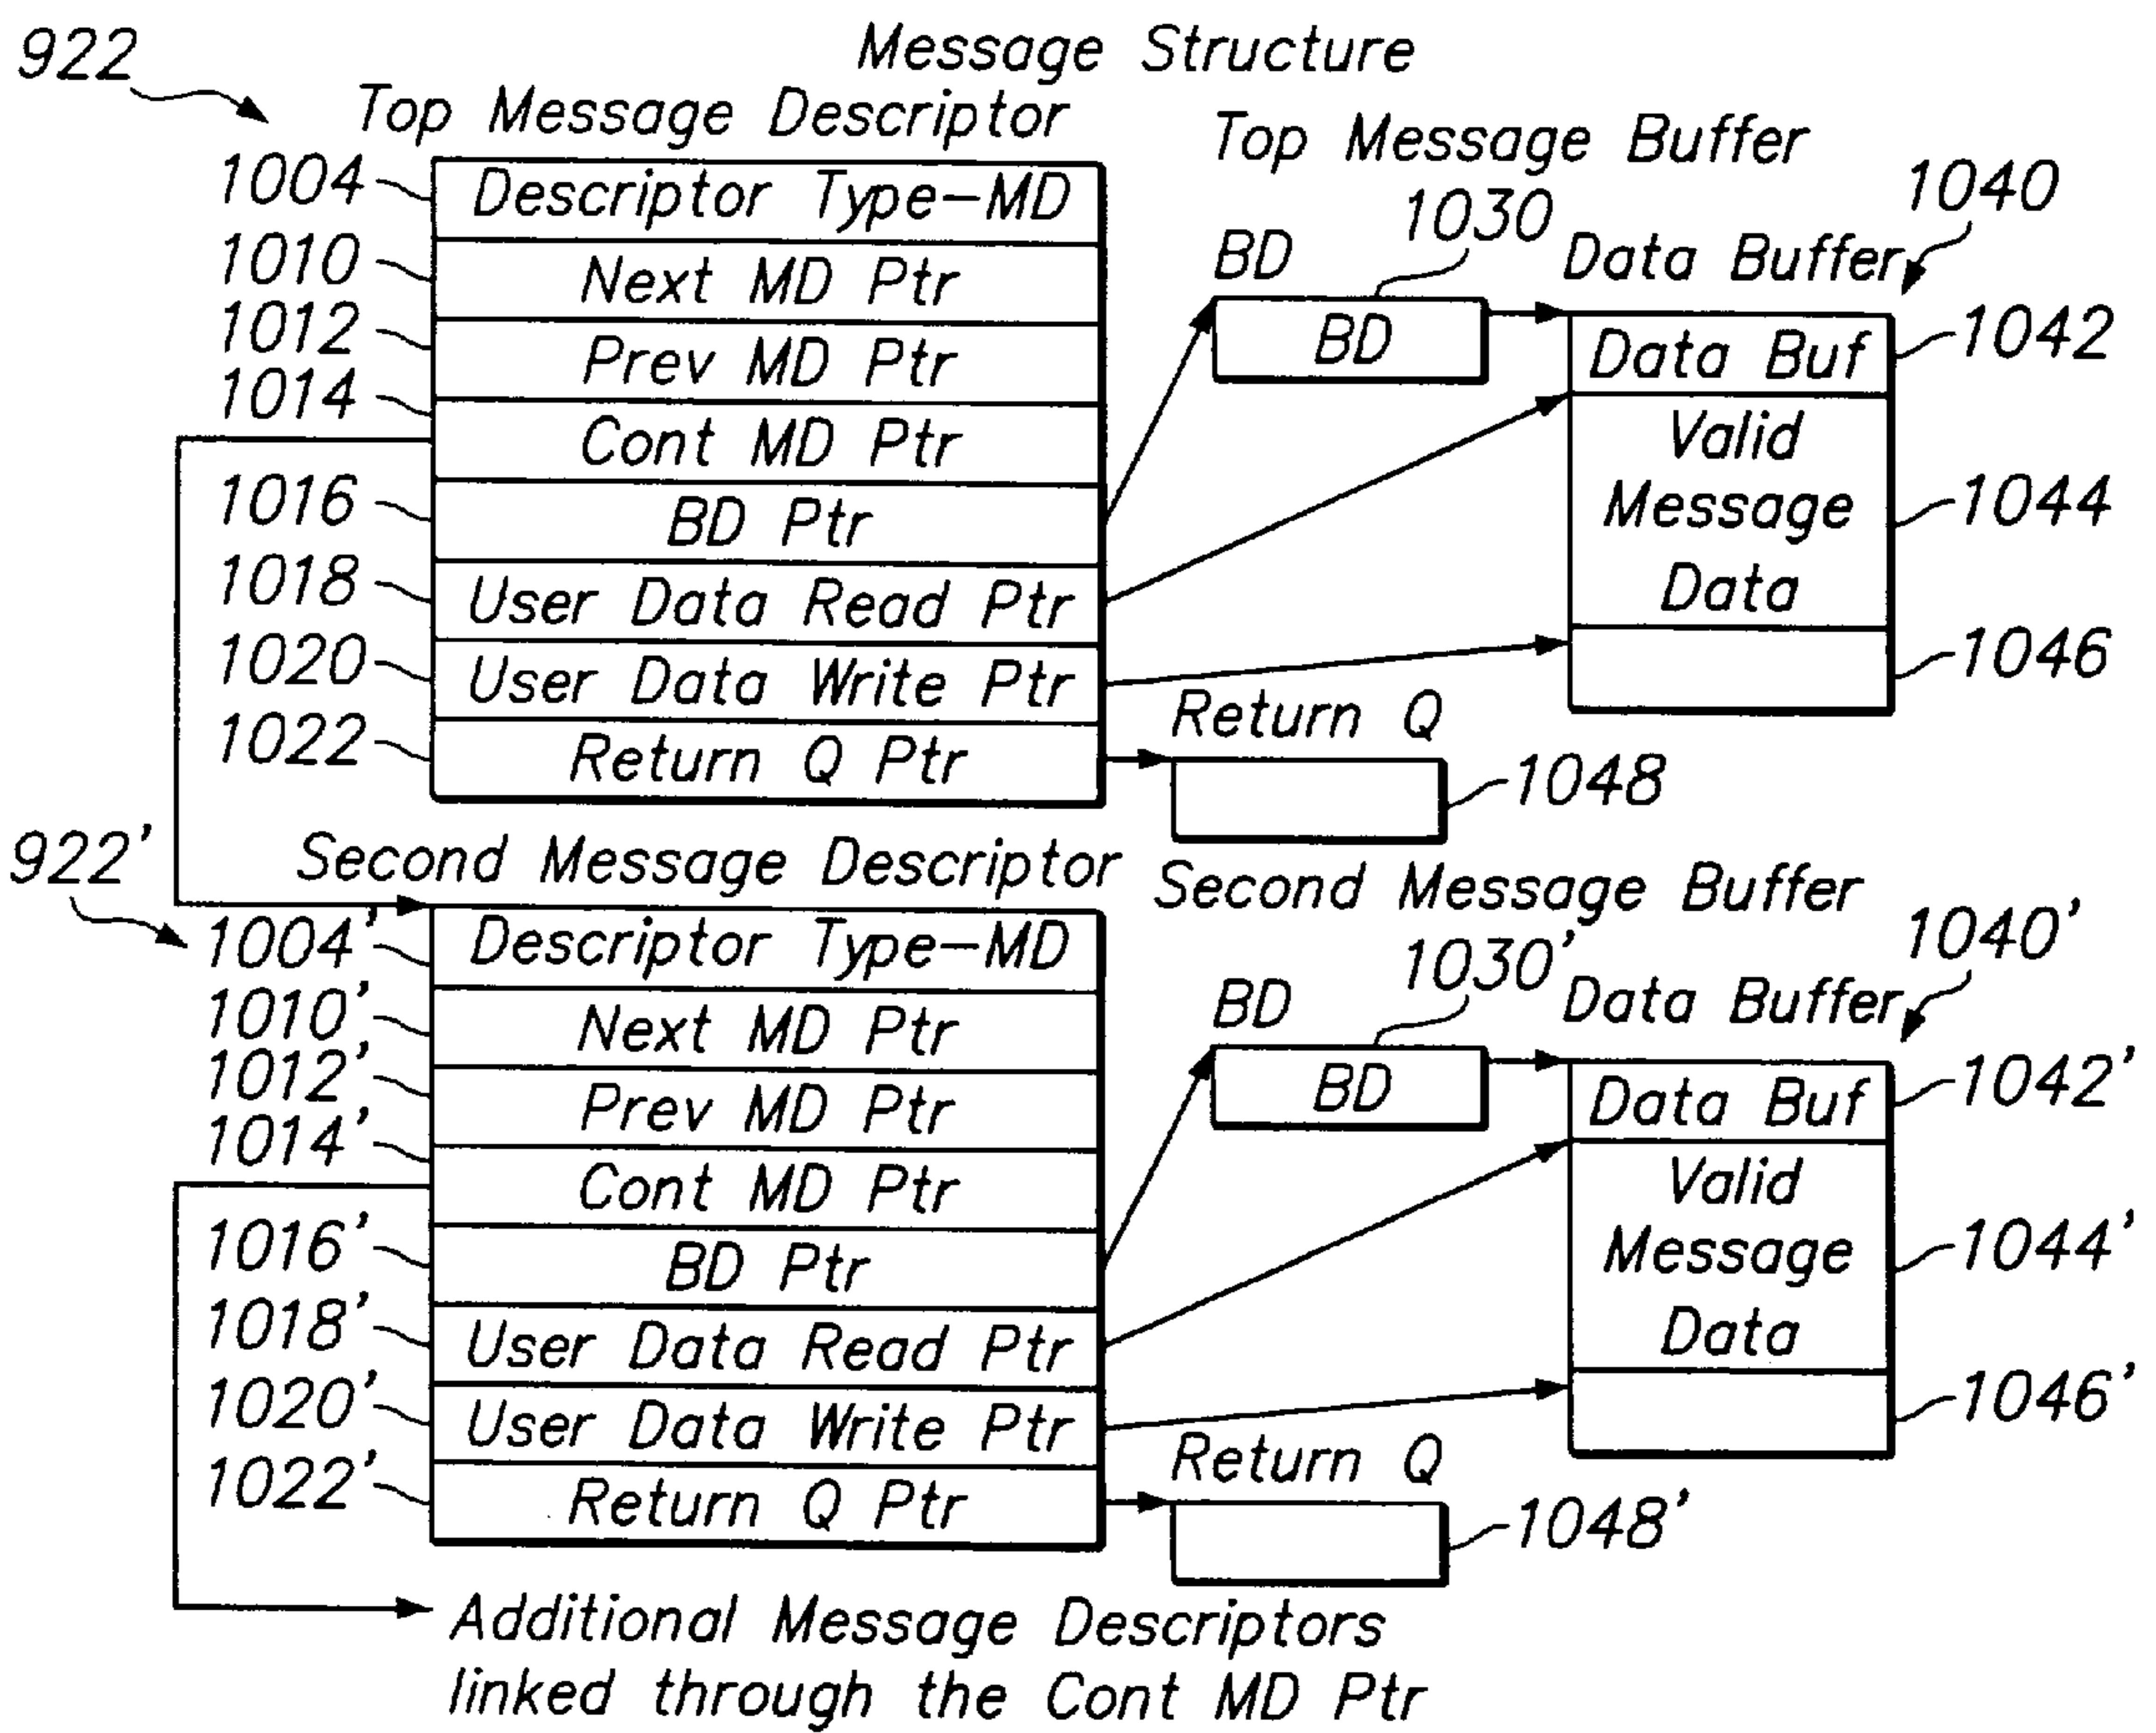 Message Structure
922
Top Message Descriptor
Top Message Buffer
1004
Descriptor Type-MD
1010
Next MD Ptr
1012
Prev MD Ptr
1014
Cont MD Ptr
1016
BD Ptr
1018
User Data Read Ptr
1020
User Data Write Ptr
1022
Return Q Ptr
BD
1030
BD
Data Buffer
1040
Data Buf
1042
Valid
Message
Data
1044
1046
Return Q
1048
922'
Second Message Descriptor
Second Message Buffer
1004'
Descriptor Type-MD
1010'
Next MD Ptr
1012'
Prev MD Ptr
1014'
Cont MD Ptr
1016'
BD Ptr
1018'
User Data Read Ptr
1020'
User Data Write Ptr
1022'
Return Q Ptr
BD
1030'
BD
Data Buffer
1040'
Data Buf
1042'
Valid
Message
Data
1044'
1046'
Return Q
1048'
Additional Message Descriptors
linked through the Cont MD Ptr